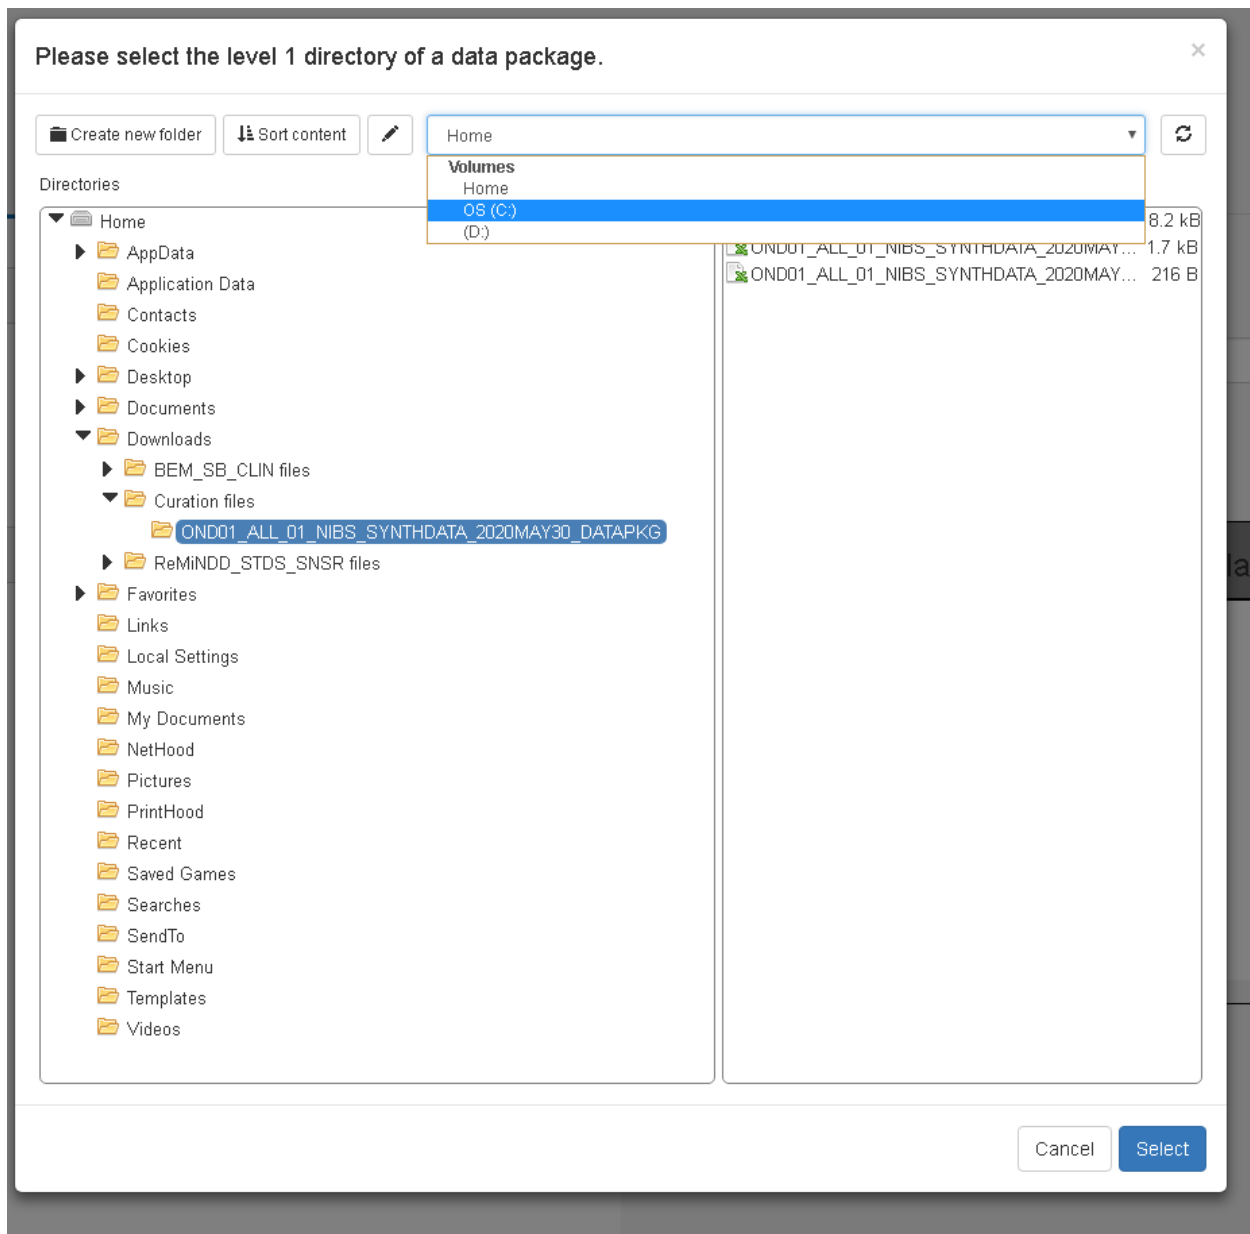 Please select the level 1 directory of a data package.
×
Create new folder
Sort content
Home
Volumes
Home
OS (C:)
(D:)
Directories
Home
AppData
Application Data
Contacts
Cookies
Desktop
Documents
Downloads
BEM_SB_CLIN files
Curation files
OND01_ALL_01_NIBS_SYNTHDATA_2020MAY30_DATAPKG
ReMiNDD_STDS_SNSR files
Favorites
Links
Local Settings
Music
My Documents
NetHood
Pictures
PrintHood
Recent
Saved Games
Searches
SendTo
Start Menu
Templates
Videos
8.2 kB
OND01_ALL_01_NIBS_SYNTHDATA_2020MAY... 1.7 kB
OND01_ALL_01_NIBS_SYNTHDATA_2020MAY... 216 B
la
Cancel
Select